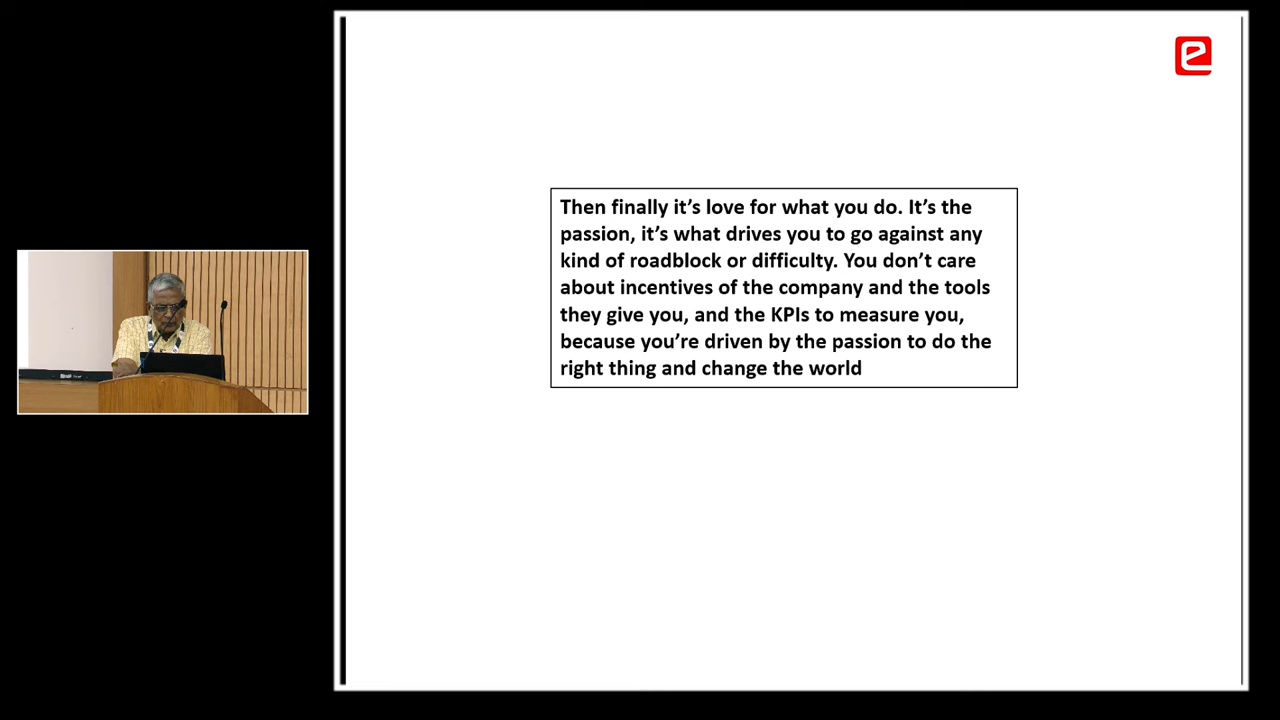 Then finally it’s love for what you do. It’s the
passion, it’s what drives you to go against any
kind of roadblock or difficulty. You don’t care
about incentives of the company and the tools
they give you, and the KPIs to measure you,
because you’re driven by the passion to do the
right thing and change the world